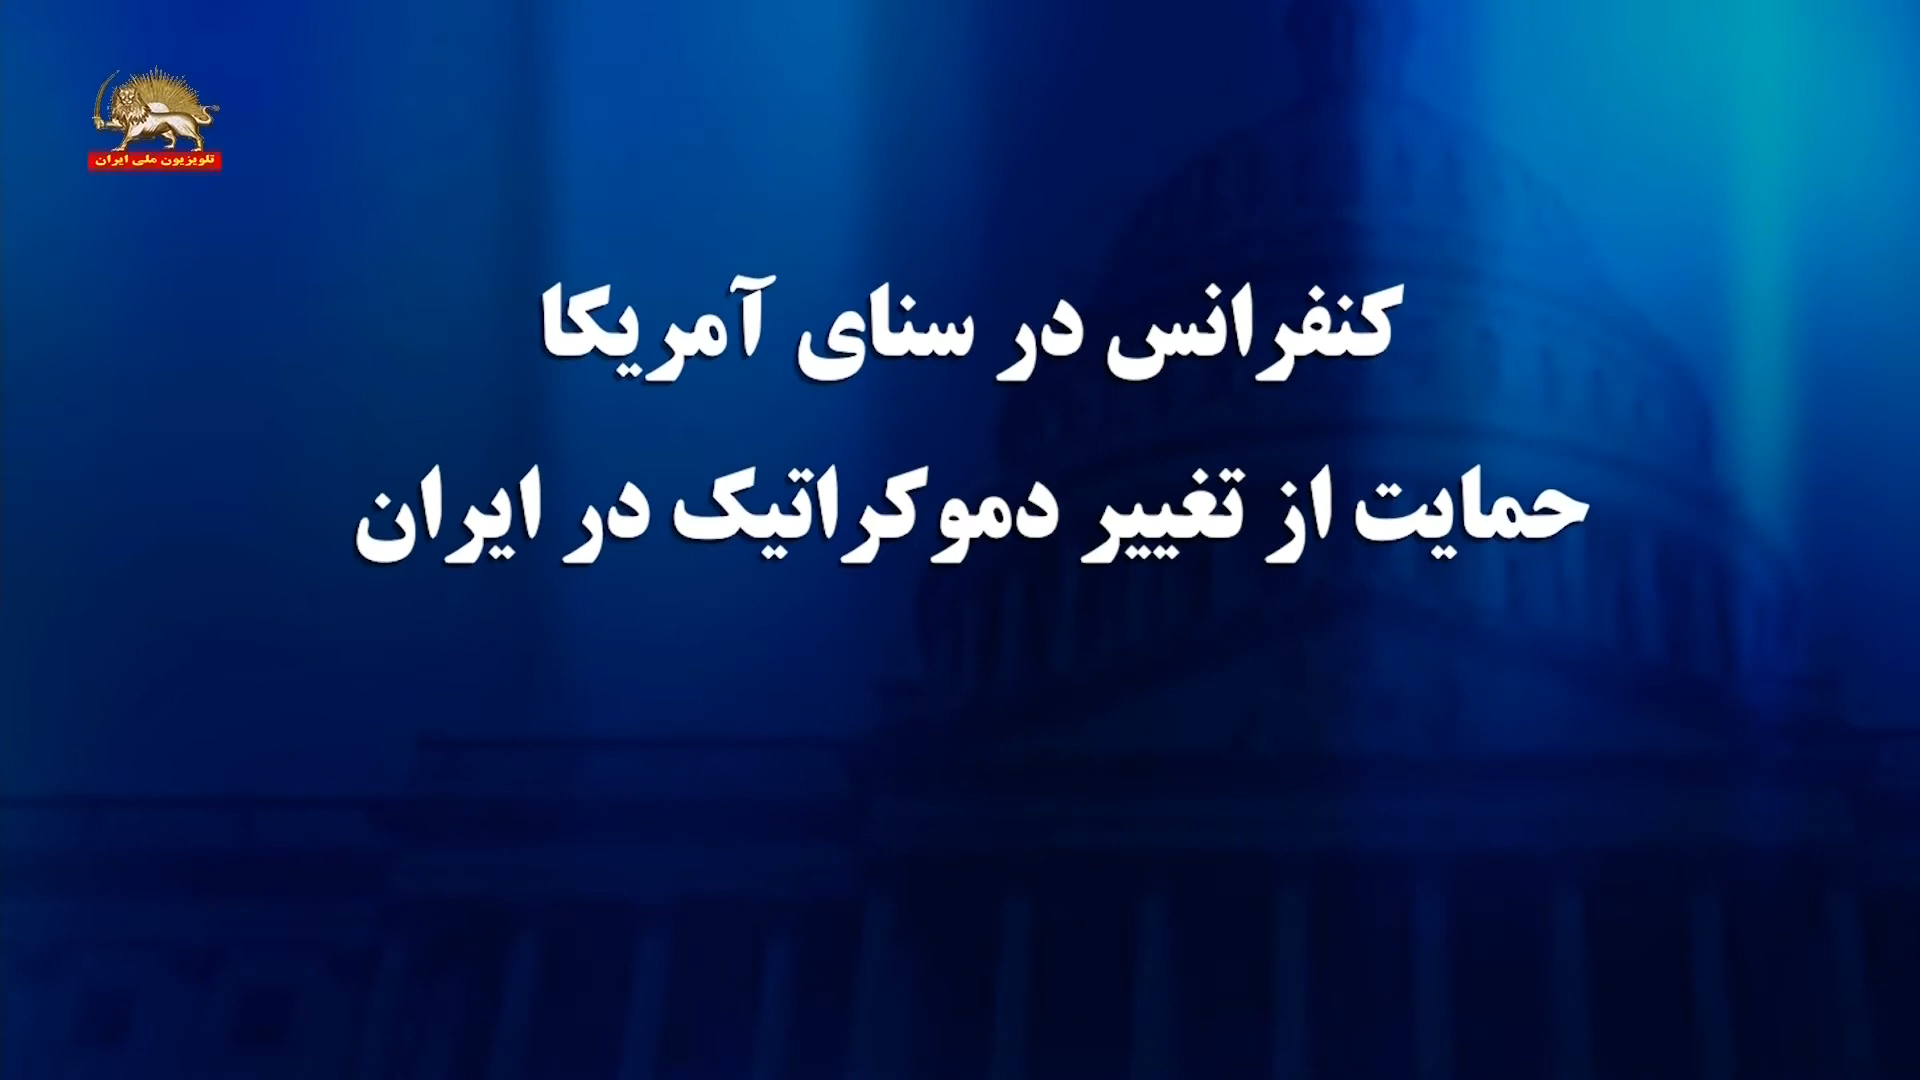 تلویزیون ملی ایران
کنفرانس در سنای آمریکا
حمایت از تغییر دموکراتیک در ایران